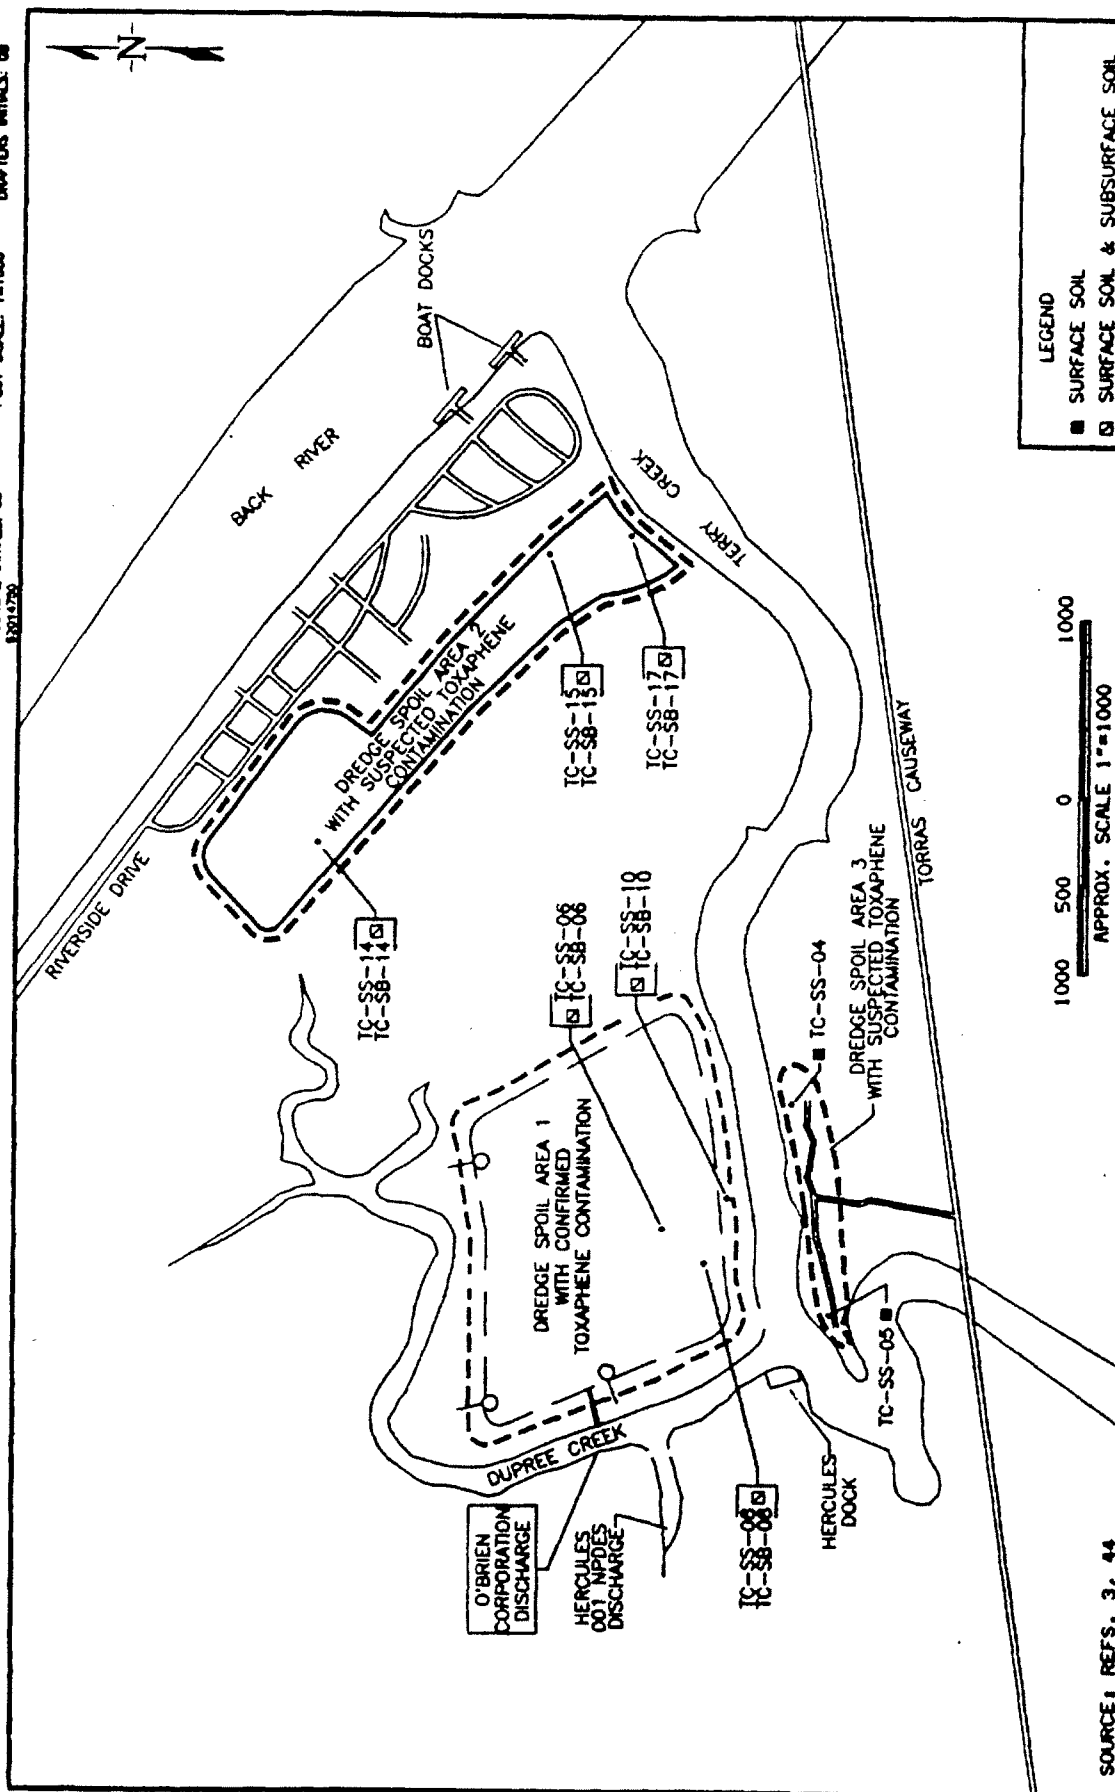 -N-
BACK RIVER
BOAT DOCKS
RIVERSIDE DRIVE
DREDGE SPOIL AREA 2
WITH SUSPECTED TOXAPHENE
CONTAMINATION
TERRY CREEK
TC-SS-14
TC-SB-14
TC-SS-15
TC-SB-15
TC-SS-17
TC-SB-17
TC-SS-06
TC-SB-06
TC-SS-10
TC-SB-10
DREDGE SPOIL AREA 1
WITH CONFIRMED
TOXAPHENE CONTAMINATION
DUPREE CREEK
O'BRIEN
CORPORATION
DISCHARGE
HERCULES
001 NPDES
DISCHARGE
TC-SS-08
TC-SB-08
HERCULES
DOCK
TC-SS-05
TC-SS-04
DREDGE SPOIL AREA 3
WITH SUSPECTED TOXAPHENE
CONTAMINATION
TORRAS CAUSEWAY
LEGEND
SURFACE SOIL
SURFACE SOIL & SUBSURFACE SOIL
1000 500 0 1000
APPROX. SCALE 1"=1000
SOURCE: REFS. 3, 44